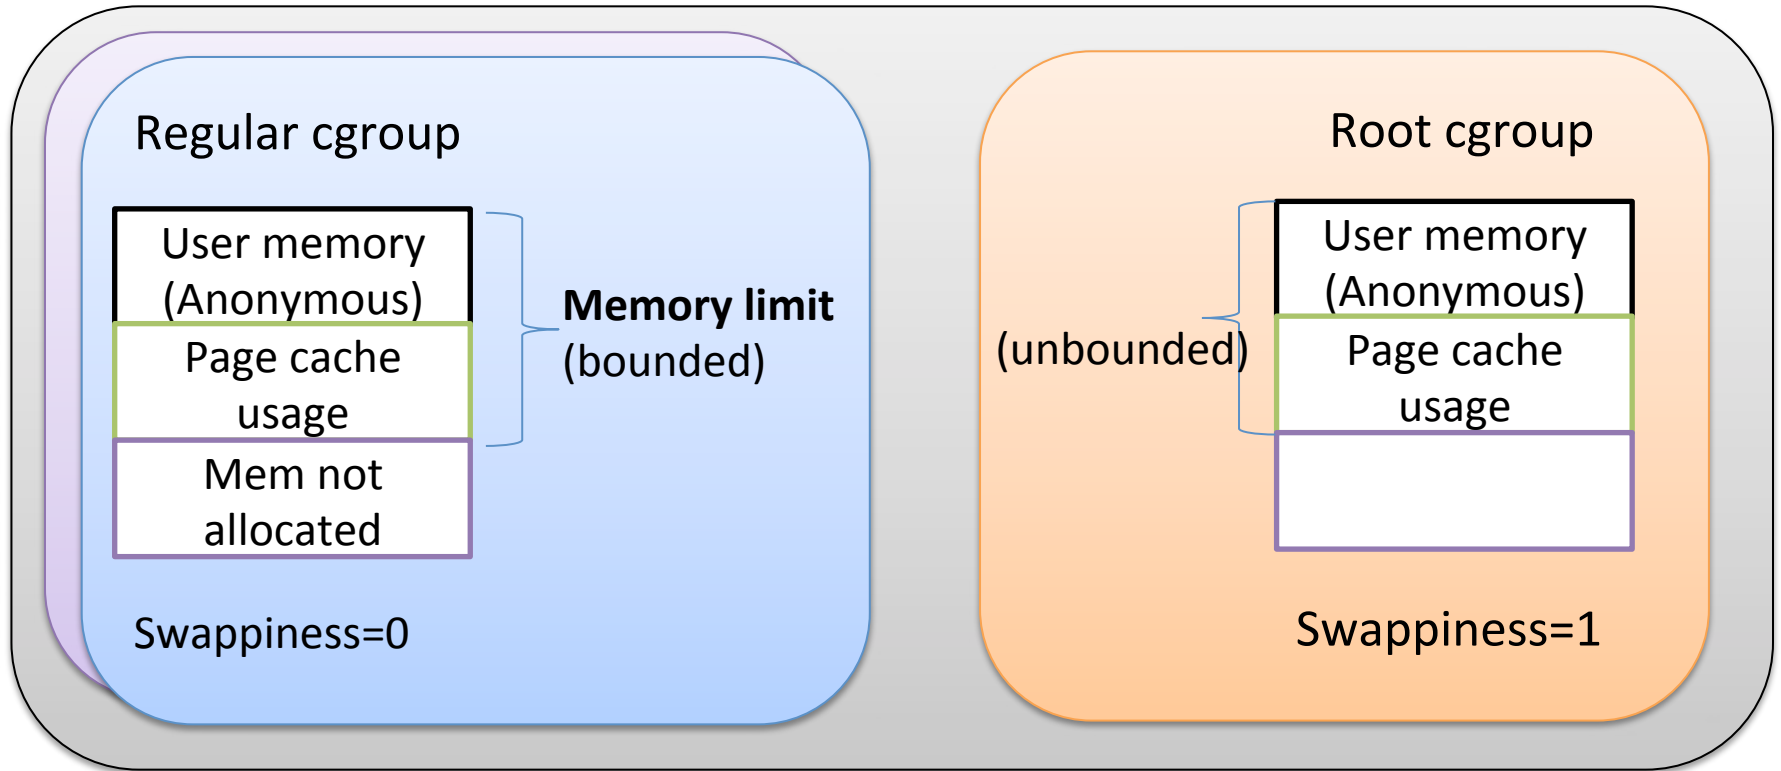 Regular cgroup
User memory
(Anonymous)
Page cache
usage
Mem not
allocated
Memory limit
(bounded)
Swappiness=0
Root cgroup
(unbounded)
User memory
(Anonymous)
Page cache
usage
Swappiness=1